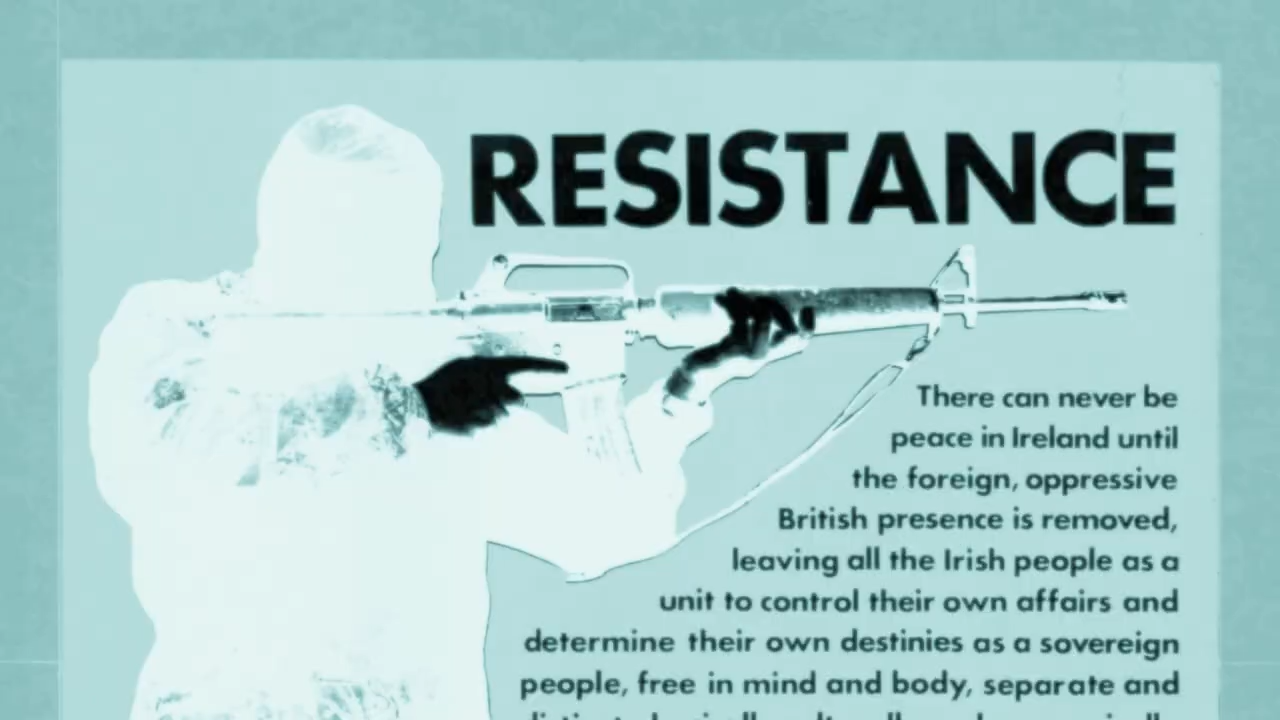 RESISTANCE
There can never be
peace in Ireland until
the foreign, oppressive
British presence is removed,
leaving all the Irish people as a
unit to control their own affairs and
determine their own destinies as a sovereign
people, free in mind and body, separate and